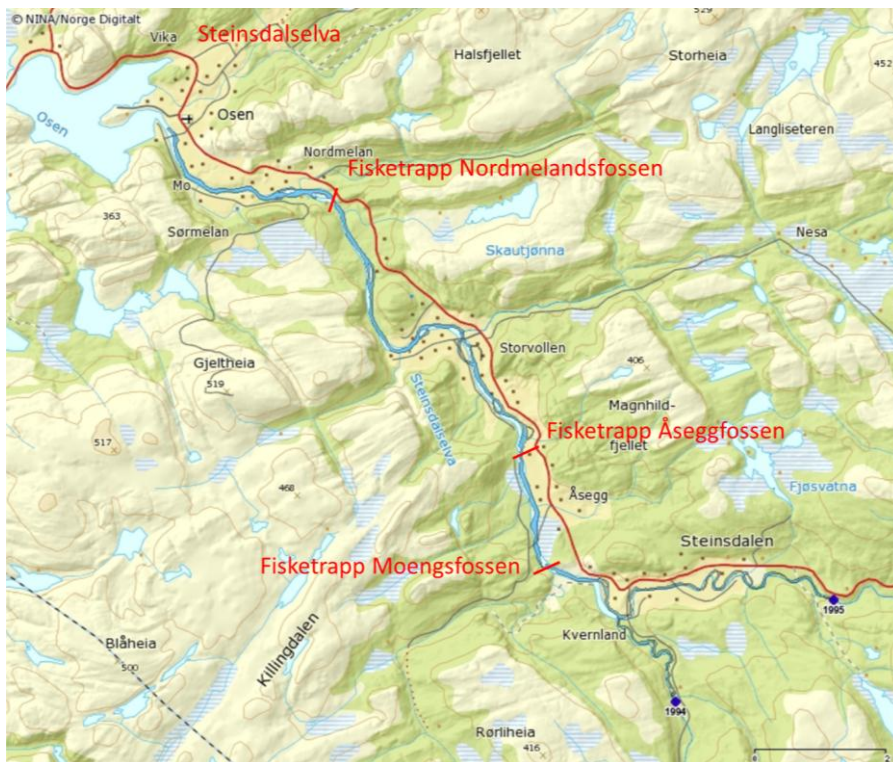 © NINA/Norge Digitalt
529
Vika
Steinsdalselva
Halsfjellet
Storheia
452
Osen
Osen
Langliseteren
Nordmelan
Fisketrapp Nordmelandsfossen
Mo
363
Sørmelan
Nesa
Skautjønna
Storvollen
Gjeltheia
519
406
Steinsdalselva
Magnhild-
fjellet
Fisketrapp Åseggfossen
517
468
Åsegg
Fjøsvatna
Steinsdalen
Fisketrapp Moengsfossen
1995
Kvernland
Blåheia
500
Killingdalen
1994
Rørliheia
416